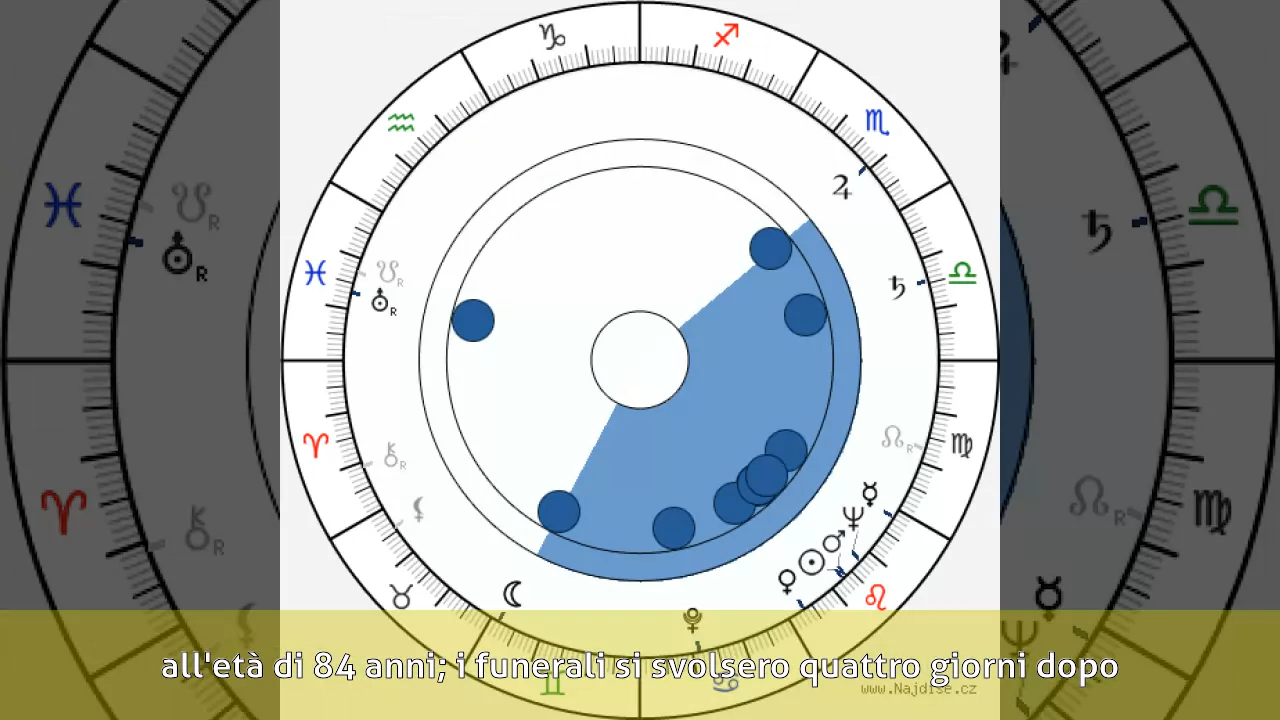 all'età di 84 anni; i funerali si svolsero quattro giorni dopo
www.Najdise.cz